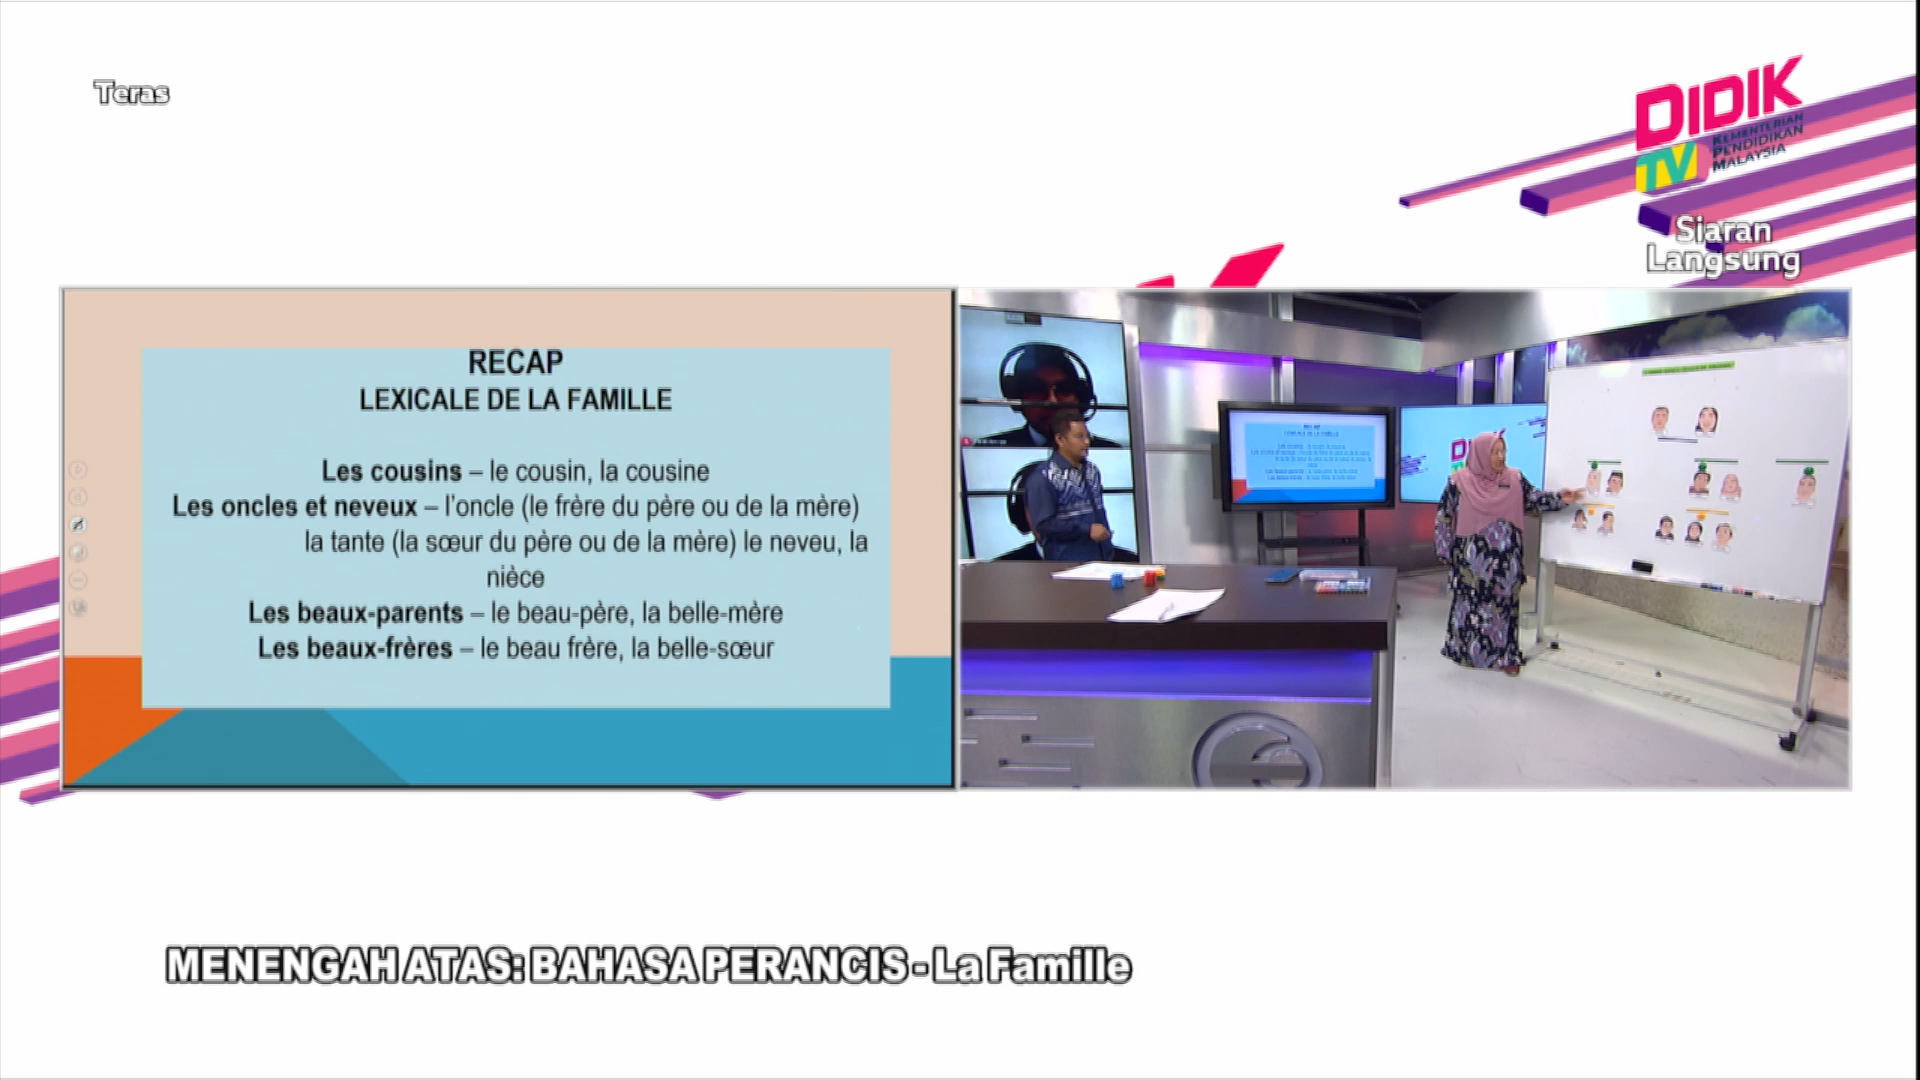 Teras
DIDIK
TV
KEMENTERIAN
PENDIDIKAN
MALAYSIA
Siaran
Langsung
RECAP
LEXICALE DE LA FAMILLE
Les cousins – le cousin, la cousine
Les oncles et neveux – l’oncle (le frère du père ou de la mère)
la tante (la sœur du père ou de la mère) le neveu, la
nièce
Les beaux-parents – le beau-père, la belle-mère
Les beaux-frères – le beau frère, la belle-sœur
MENENGAH ATAS: BAHASA PERANCIS - La Famille